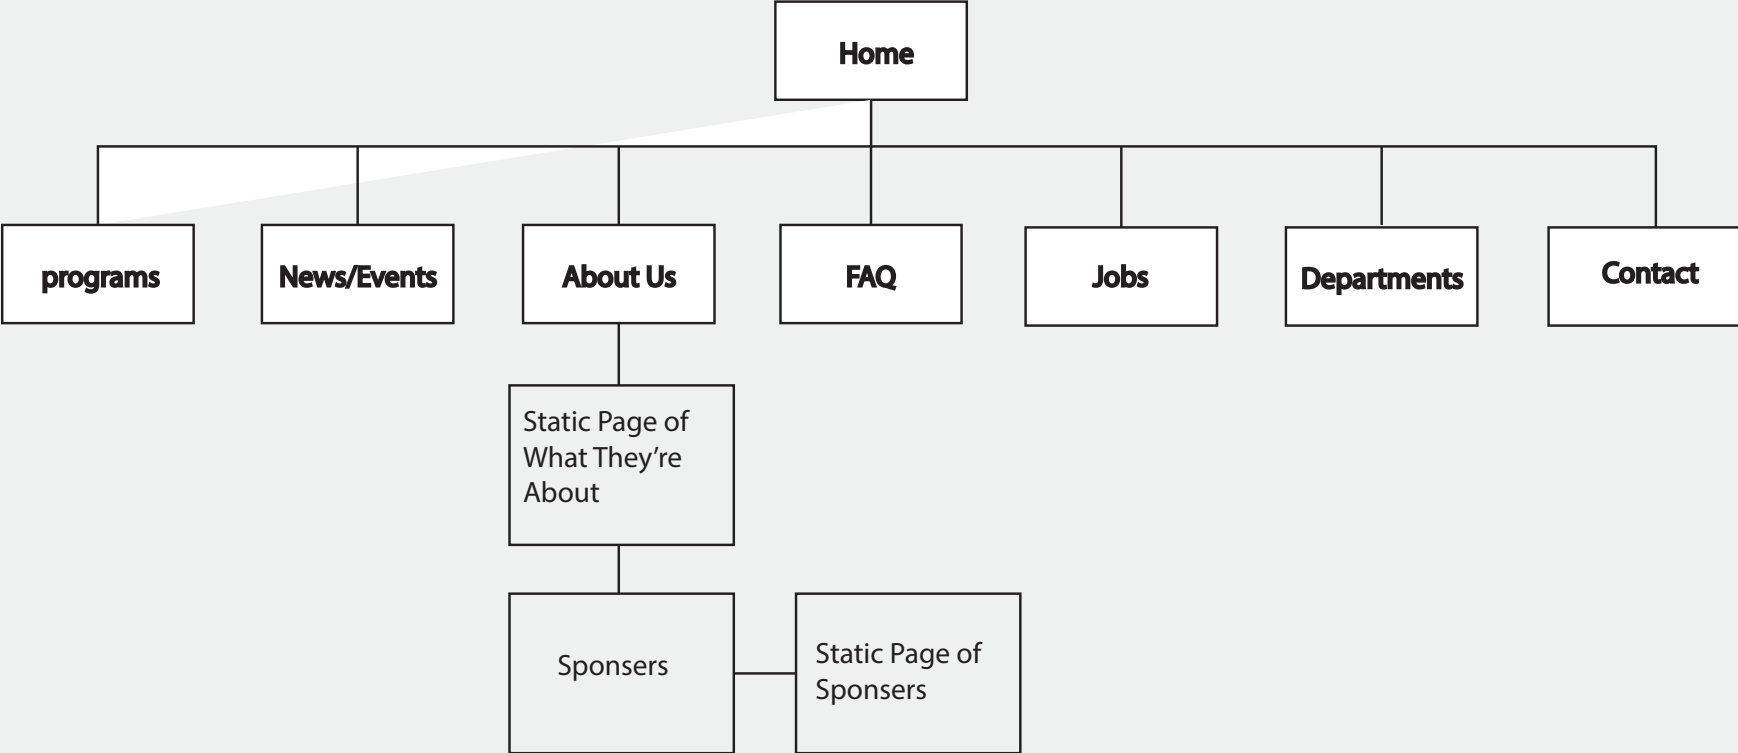 Home
programs
News/Events
About Us
FAQ
Jobs
Departments
Contact
Static Page of
What They’re
About
Sponsers
Static Page of
Sponsers